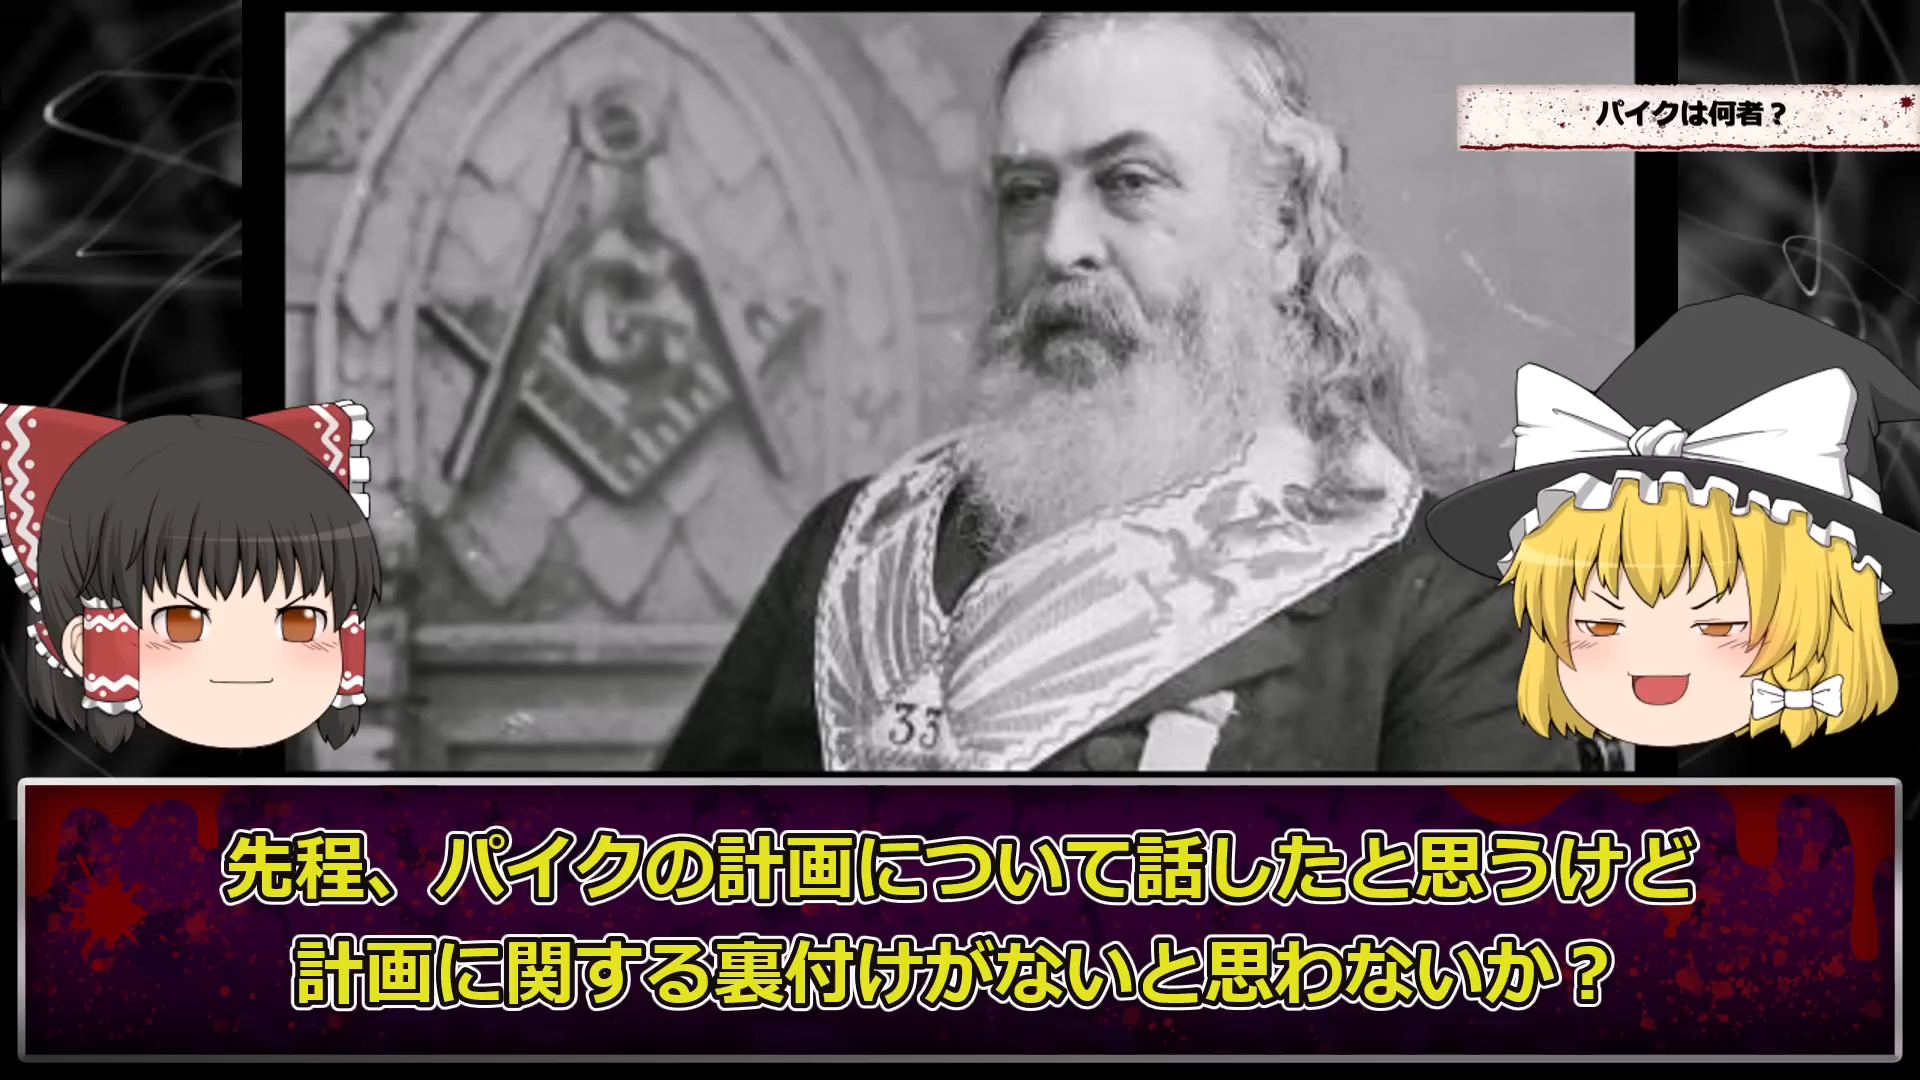 パイクは何者？
G
33
先程、パイクの計画について話したと思うけど
計画に関する裏付けがないと思わないか？